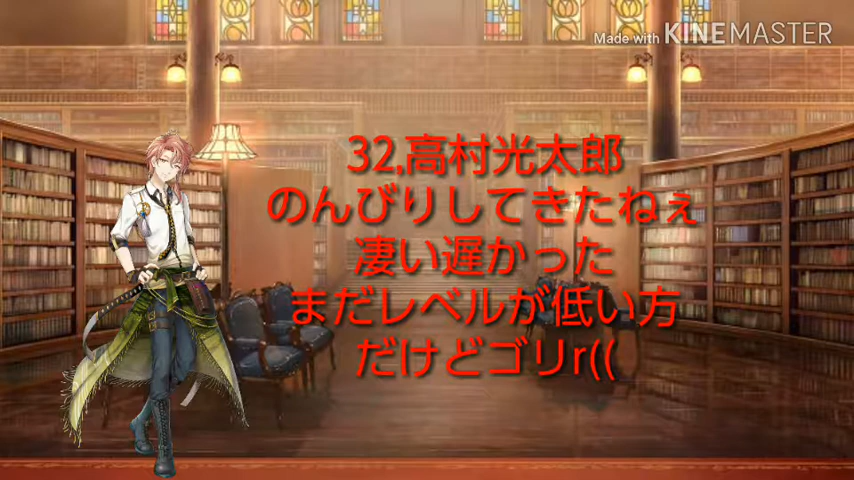 Made with KINEMASTER
32,高村光太郎
のんびりしてきたねぇ
凄い遅かった
まだレベルが低い方
だけどゴリr((